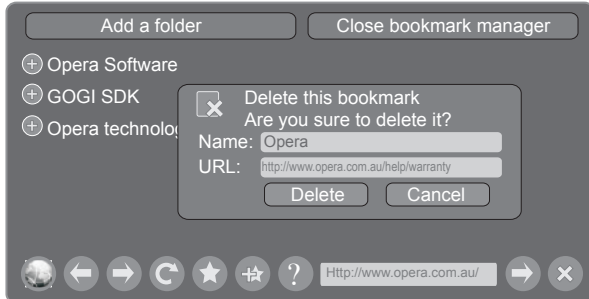 Add a folder
Close bookmark manager
Opera Software
GOGI SDK
Opera technolog
Delete this bookmark
Are you sure to delete it?
Name: Opera
URL: http://www.opera.com.au/help/warranty
Delete
Cancel
?
Http://www.opera.com.au/